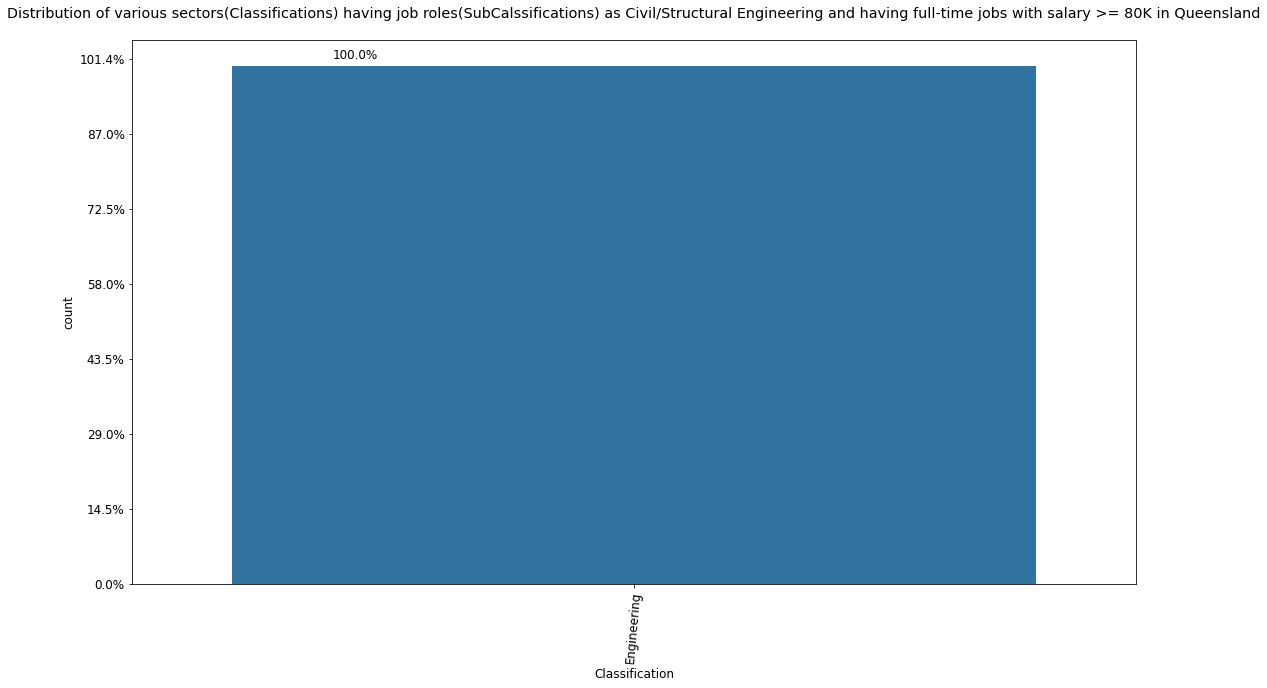 Distribution of various sectors(Classifications) having job roles(SubCalssifications) as Civil/Structural Engineering and having full-time jobs with salary >= 80K in Queensland
100.0%
101.4%
87.0%
72.5%
58.0%
43.5%
29.0%
14.5%
0.0%
count
Engineering
Classification